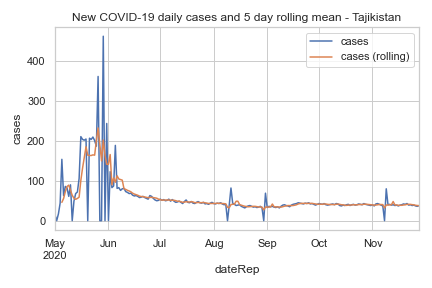 New COVID-19 daily cases and 5 day rolling mean - Tajikistan
cases
cases (rolling)
cases
400
300
200
100
0
May Jun Jul Aug Sep Oct Nov
2020
dateRep